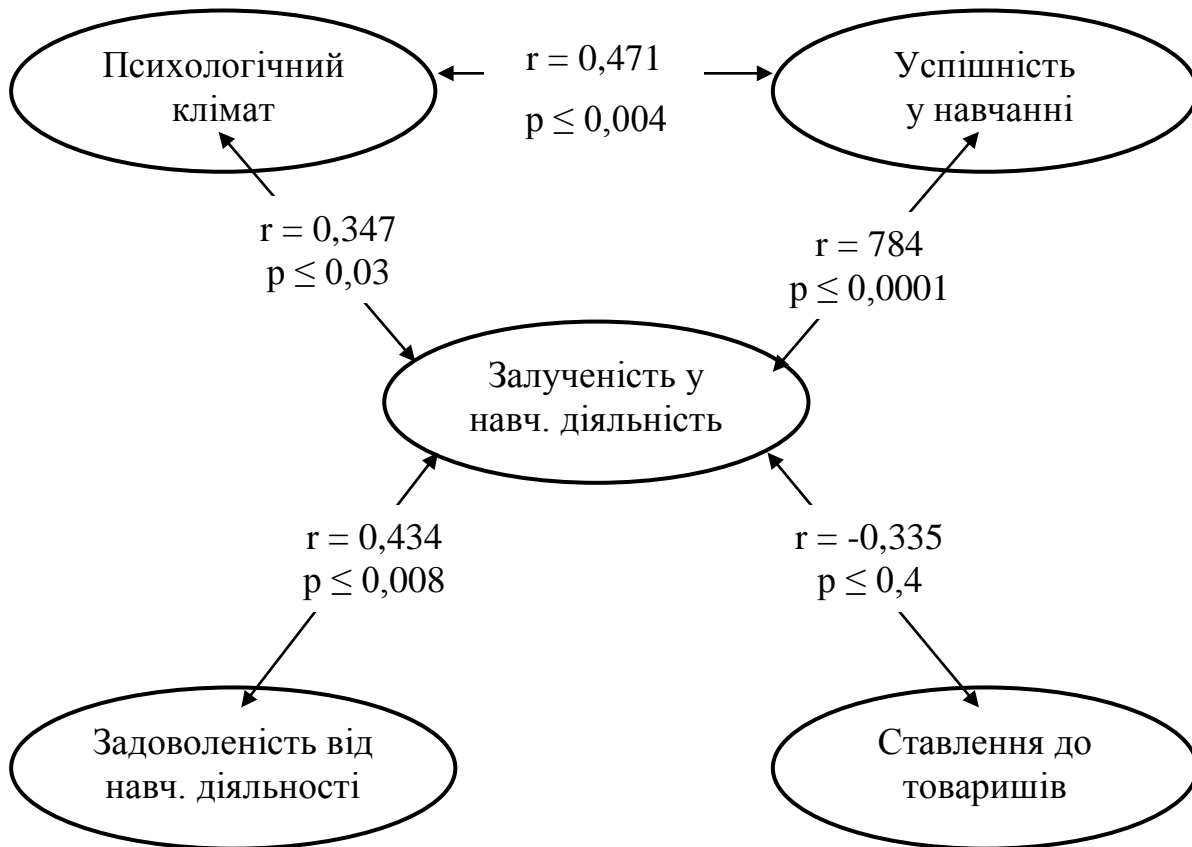 Психологічний
клімат
r = 0,471
p ≤ 0,004
Успішність
у навчанні
r = 0,347
p ≤ 0,03
r = 784
p ≤ 0,0001
Залученість у
навч. діяльність
r = 0,434
p ≤ 0,008
r = -0,335
p ≤ 0,4
Задоволеність від
навч. діяльності
Ставлення до
товаришів